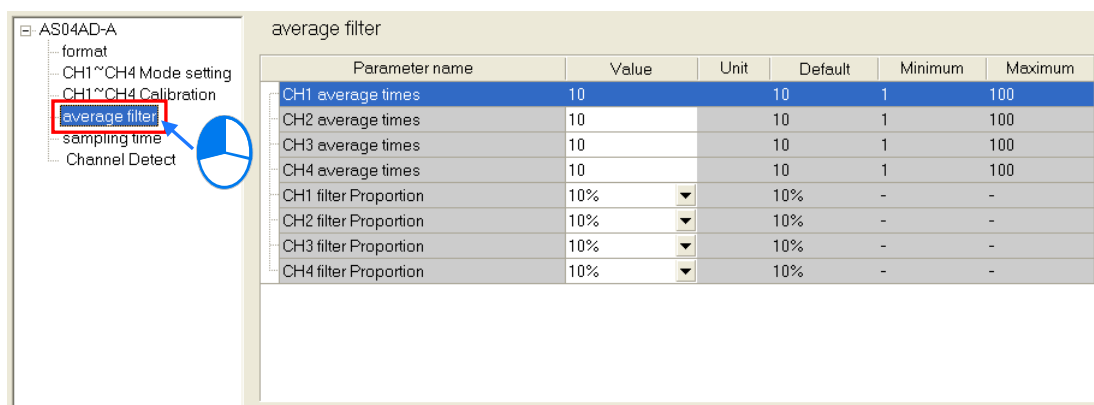 AS04AD-A
format
CH1~CH4 Mode setting
CH1~CH4 Calibration
average filter
sampling time
Channel Detect
average filter
Parameter name Value Unit Default Minimum Maximum
CH1 average times 10 10 1 100
CH2 average times 10 10 1 100
CH3 average times 10 10 1 100
CH4 average times 10 10 1 100
CH1 filter Proportion 10% 10% - -
CH2 filter Proportion 10% 10% - -
CH3 filter Proportion 10% 10% - -
CH4 filter Proportion 10% 10% - -